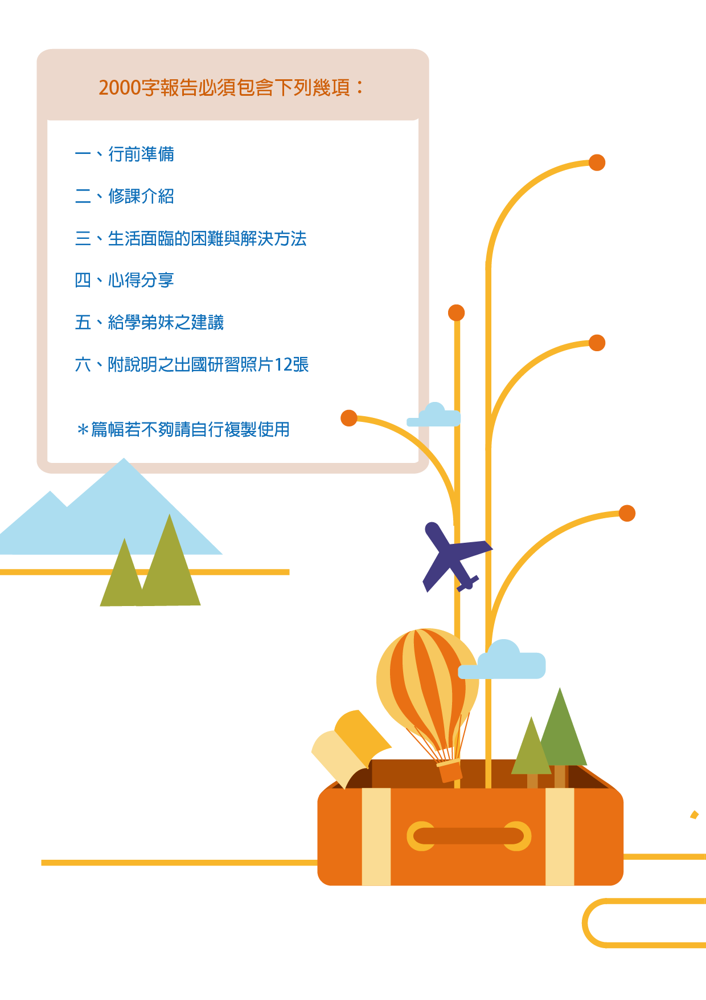 2000字報告必須包含下列幾項：
一、行前準備
二、修課介紹
三、生活面臨的困難與解決方法
四、心得分享
五、給學弟妹之建議
六、附說明之出國研習照片12張
＊篇幅若不夠請自行複製使用